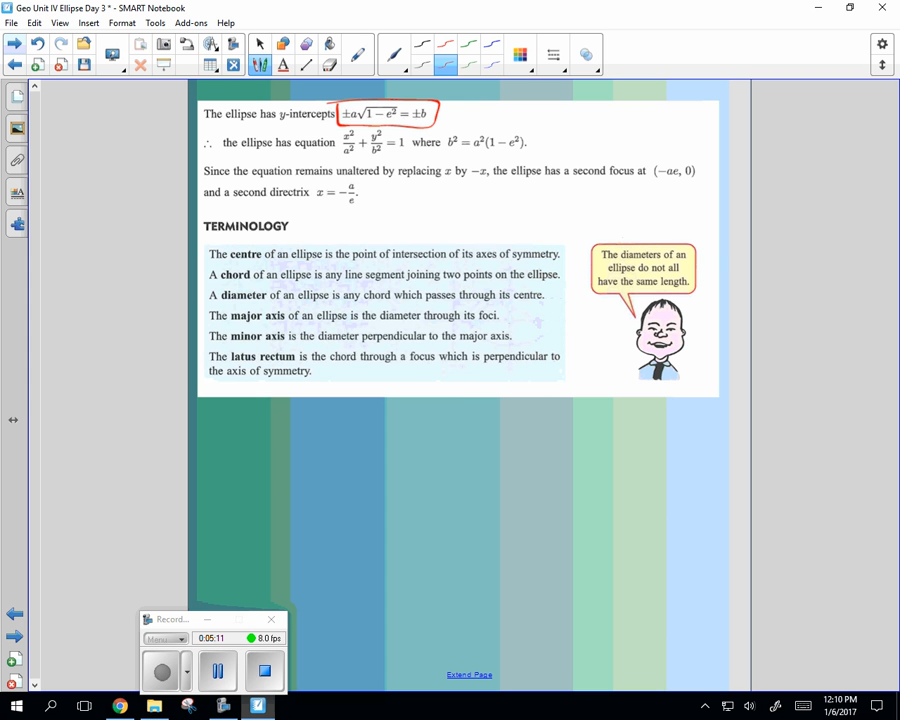 Geo Unit IV Ellipse Day 3 * - SMART Notebook
File Edit View Insert Format Tools Add-ons Help
The ellipse has y-intercepts ±a√(1 − e²) = ±b
∴ the ellipse has equation x²/a² + y²/b² = 1 where b² = a²(1 − e²).
Since the equation remains unaltered by replacing x by −x, the ellipse has a second focus at (−ae, 0)
and a second directrix x = −a/e.
TERMINOLOGY
The centre of an ellipse is the point of intersection of its axes of symmetry.
A chord of an ellipse is any line segment joining two points on the ellipse.
A diameter of an ellipse is any chord which passes through its centre.
The major axis of an ellipse is the diameter through its foci.
The minor axis is the diameter perpendicular to the major axis.
The latus rectum is the chord through a focus which is perpendicular to
the axis of symmetry.
The diameters of an
ellipse do not all
have the same length.
Record...
Menu
0:05:11
8.0 fps
Extend Page
12:10 PM
1/6/2017